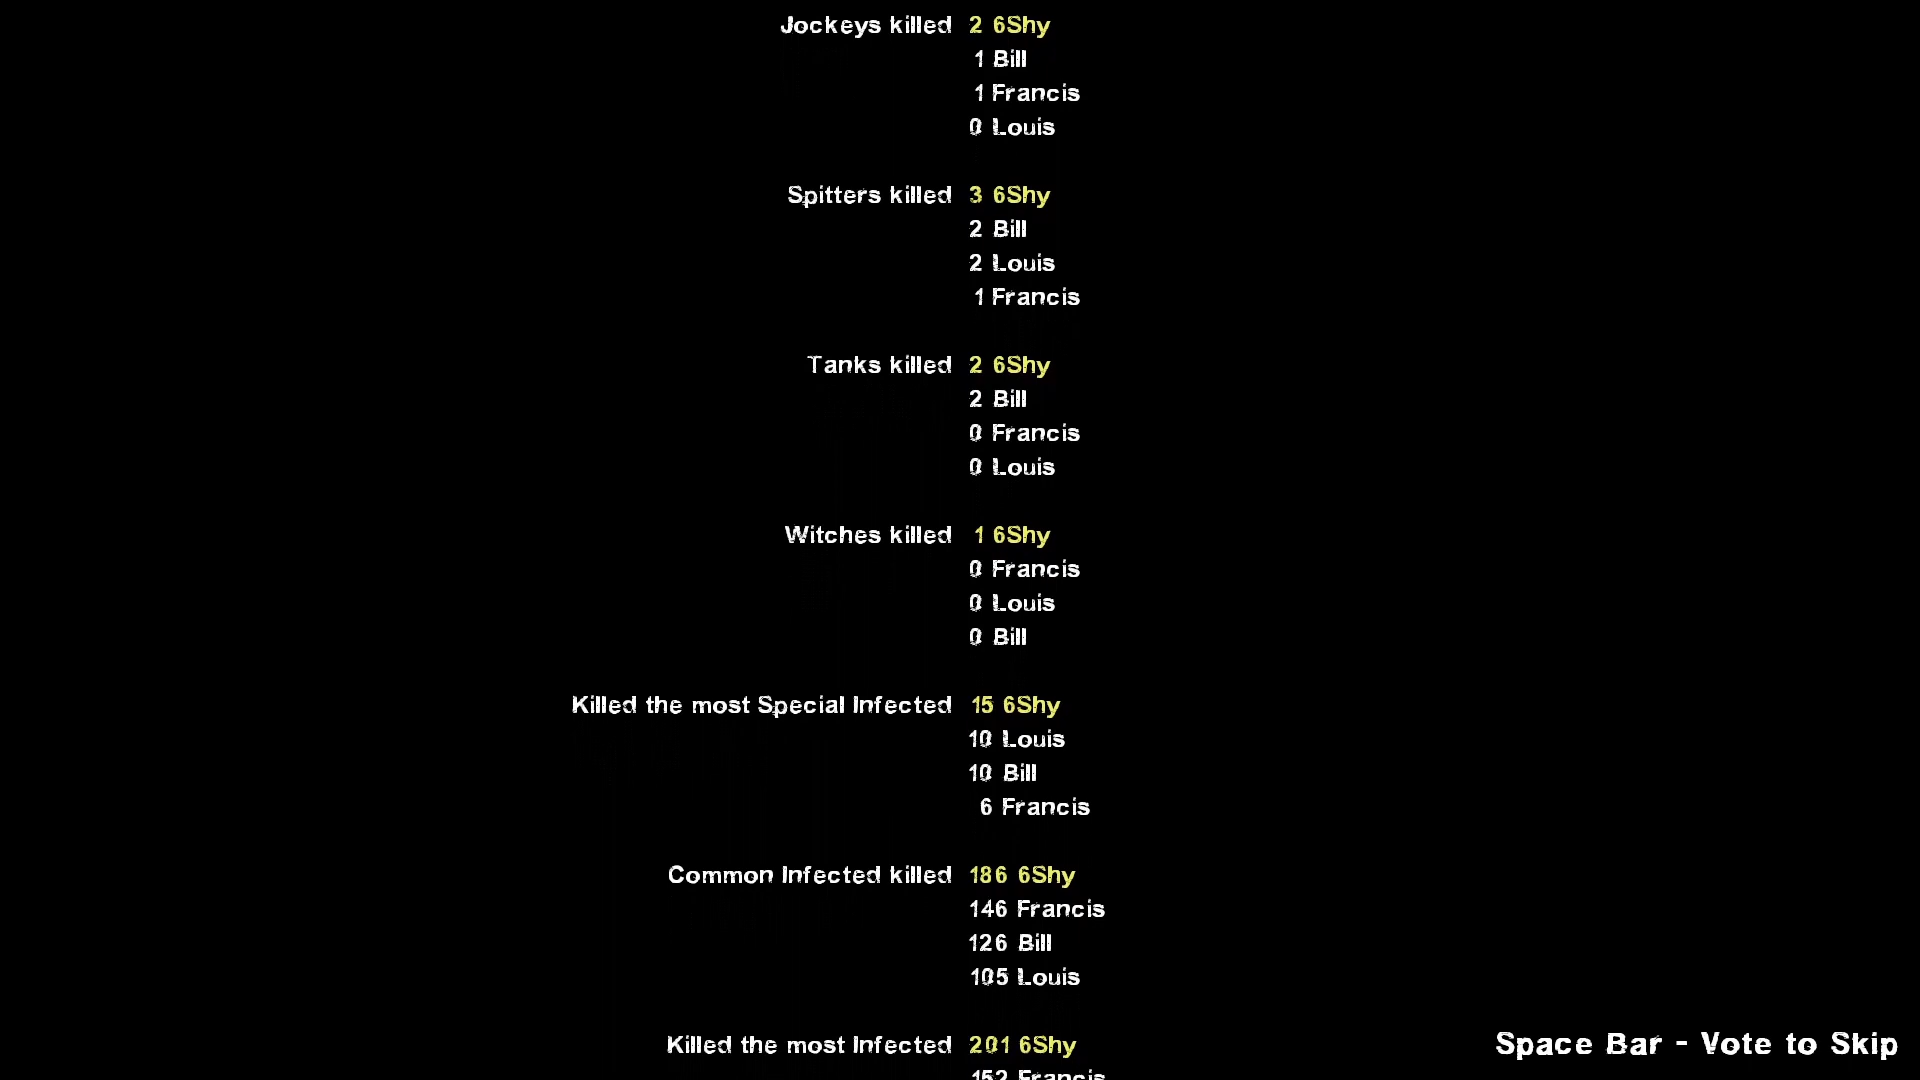 Jockeys killed 2 6Shy
1 Bill
1 Francis
0 Louis
Spitters killed 3 6Shy
2 Bill
2 Louis
1 Francis
Tanks killed 2 6Shy
2 Bill
0 Francis
0 Louis
Witches killed 1 6Shy
0 Francis
0 Louis
0 Bill
Killed the most Special Infected 15 6Shy
10 Louis
10 Bill
6 Francis
Common Infected killed 186 6Shy
146 Francis
126 Bill
105 Louis
Killed the most Infected 201 6Shy
152 Francis
Space Bar - Vote to Skip